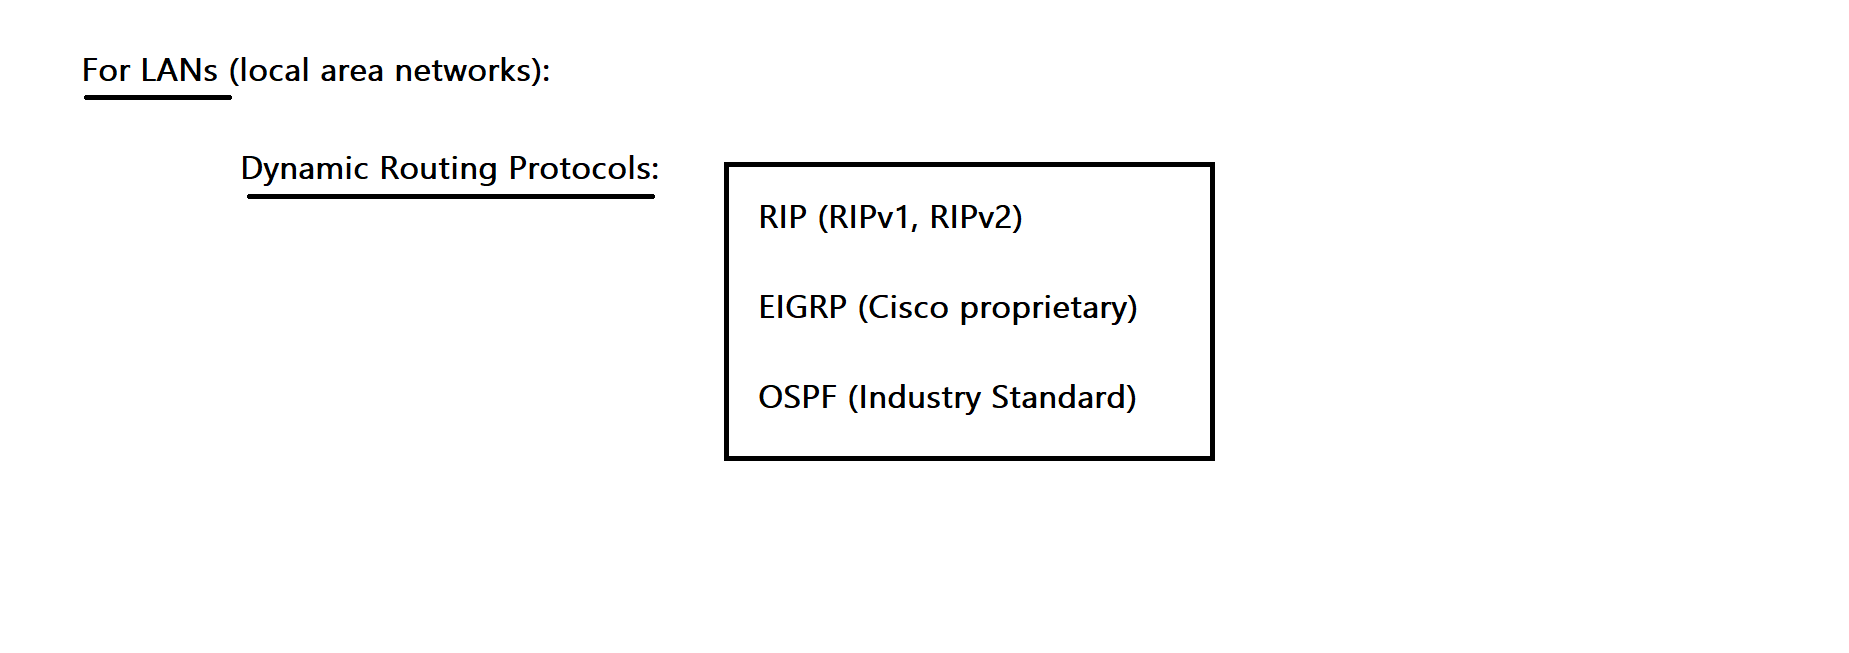 For LANs (local area networks):
Dynamic Routing Protocols:
RIP (RIPv1, RIPv2)
EIGRP (Cisco proprietary)
OSPF (Industry Standard)